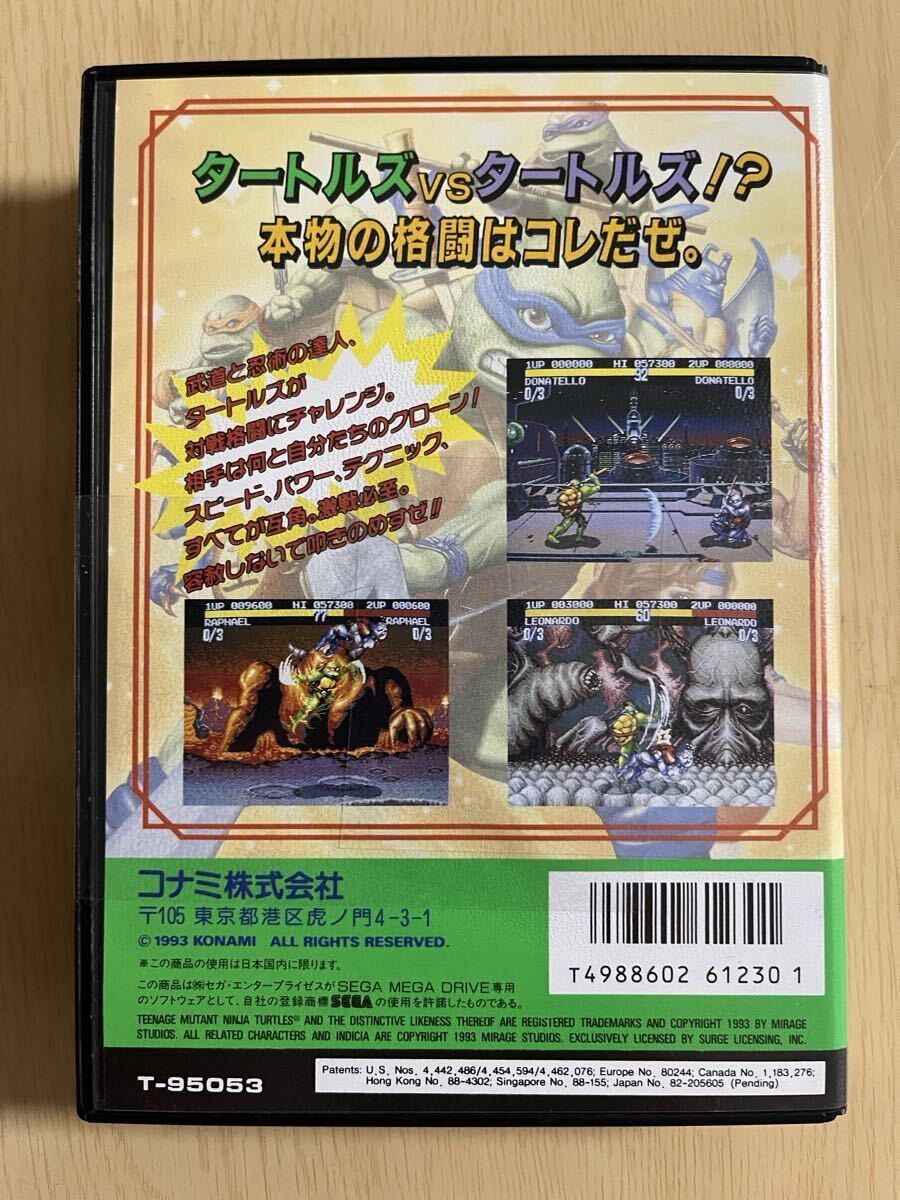 タートルズVSタートルズ!?
本物の格闘はコレだぜ。
武道と忍術の達人、
タートルズが
対戦格闘にチャレンジ。
相手は何と自分たちのクローン!
スピード、パワー、テクニック、
すべてが互角。激戦必至。
容赦しないで叩きのめすゼ!!
1UP 000000 HI 057300 2UP 000000
92
DONATELLO DONATELLO
0/3 0/3
1UP 009600 HI 057300 2UP 000600
77
RAPHAEL RAPHAEL
0/3 0/3
1UP 003000 HI 057300 2UP 000000
60
LEONARDO LEONARDO
0/3 0/3
コナミ株式会社
〒105 東京都港区虎ノ門4-3-1
©1993 KONAMI ALL RIGHTS RESERVED.
※この商品の使用は日本国内に限ります。
この商品は㈱セガ・エンタープライゼスがSEGA MEGA DRIVE専用
のソフトウェアとして、自社の登録商標SEGAの使用を許諾したものである。
T4988602 61230 1
TEENAGE MUTANT NINJA TURTLES® AND THE DISTINCTIVE LIKENESS THEREOF ARE REGISTERED TRADEMARKS AND COPYRIGHT 1993 BY MIRAGE
STUDIOS. ALL RELATED CHARACTERS AND INDICIA ARE COPYRIGHT 1993 MIRAGE STUDIOS. EXCLUSIVELY LICENSED BY SURGE LICENSING, INC.
T-95053
Patents: U.S. Nos. 4,442,486/4,454,594/4,462,076; Europe No. 80244; Canada No. 1,183,276;
Hong Kong No. 88-4302; Singapore No. 88-155; Japan No. 82-205605 (Pending)